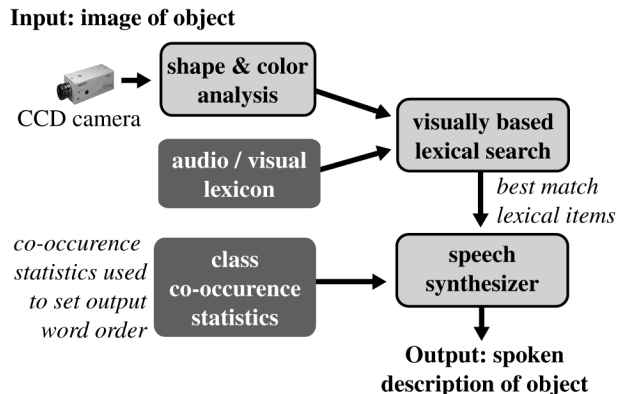 Input: image of object
shape & color
analysis
CCD camera
visually based
lexical search
audio / visual
lexicon
best match
lexical items
co-occurence
statistics used
to set output
word order
class
co-occurence
statistics
speech
synthesizer
Output: spoken
description of object